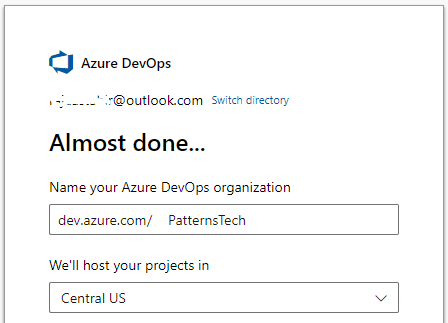 Azure DevOps
@outlook.com Switch directory
Almost done...
Name your Azure DevOps organization
dev.azure.com/ PatternsTech
We'll host your projects in
Central US